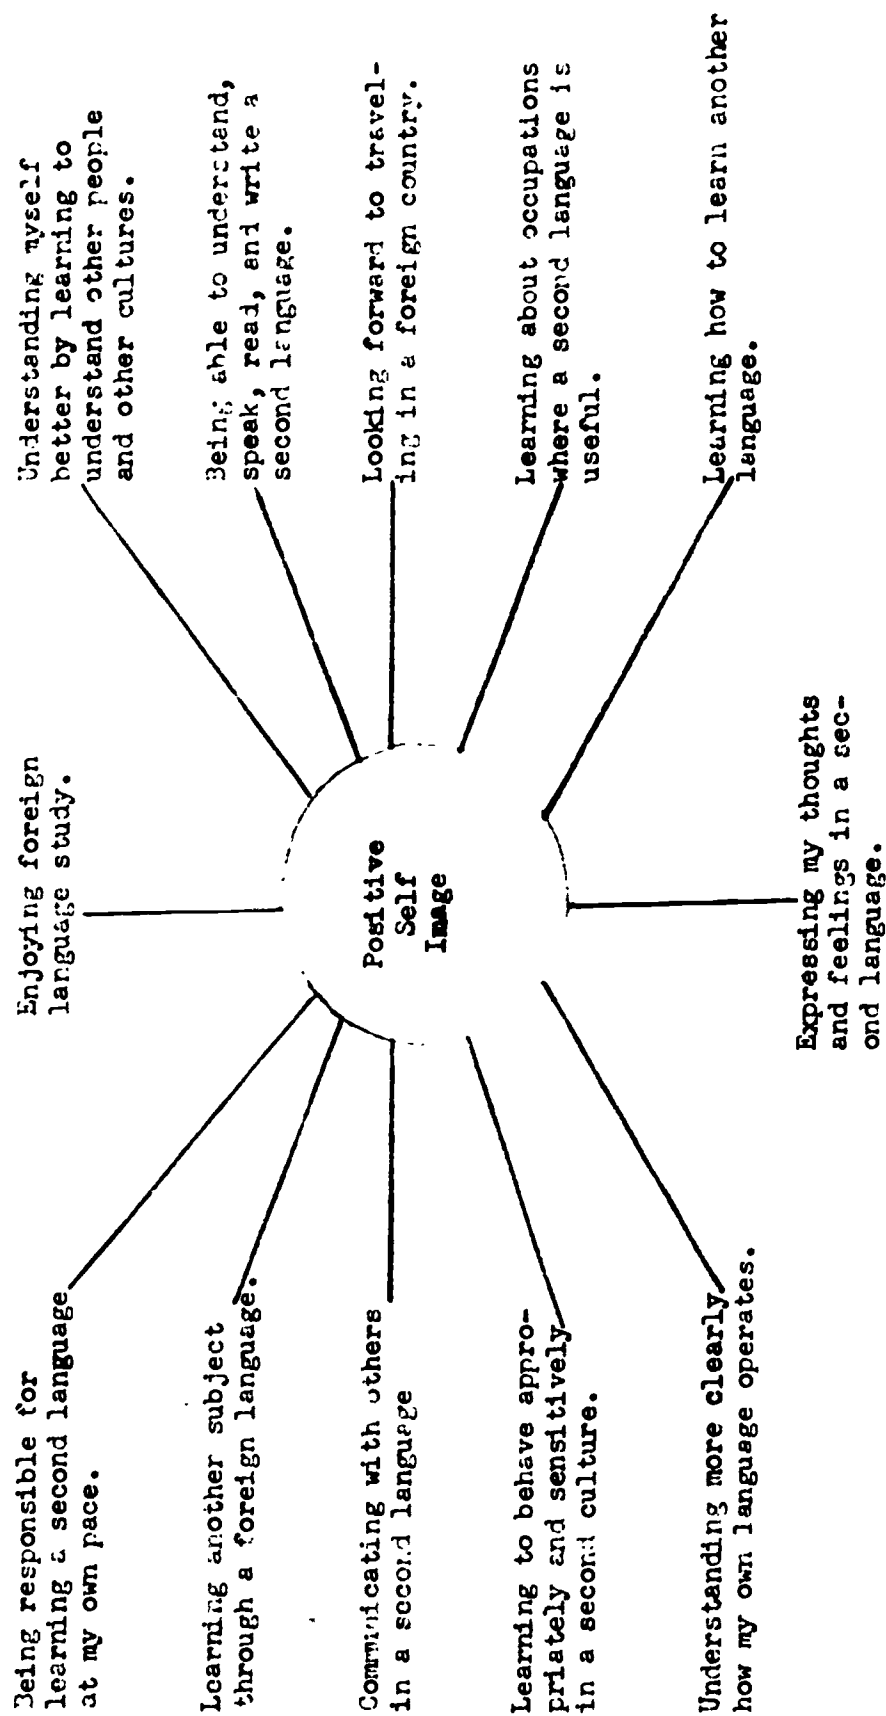 Being responsible for
learning a second language
at my own pace.
Learning another subject
through a foreign language.
Communicating with others
in a second language
Learning to behave appro-
priately and sensitively
in a second culture.
Understanding more clearly
how my own language operates.
Enjoying foreign
language study.
Positive
Self
Image
Expressing my thoughts
and feelings in a sec-
ond language.
Understanding myself
better by learning to
understand other people
and other cultures.
Being able to understand,
speak, read, and write a
second language.
Looking forward to travel-
ing in a foreign country.
Learning about occupations
where a second language is
useful.
Learning how to learn another
language.